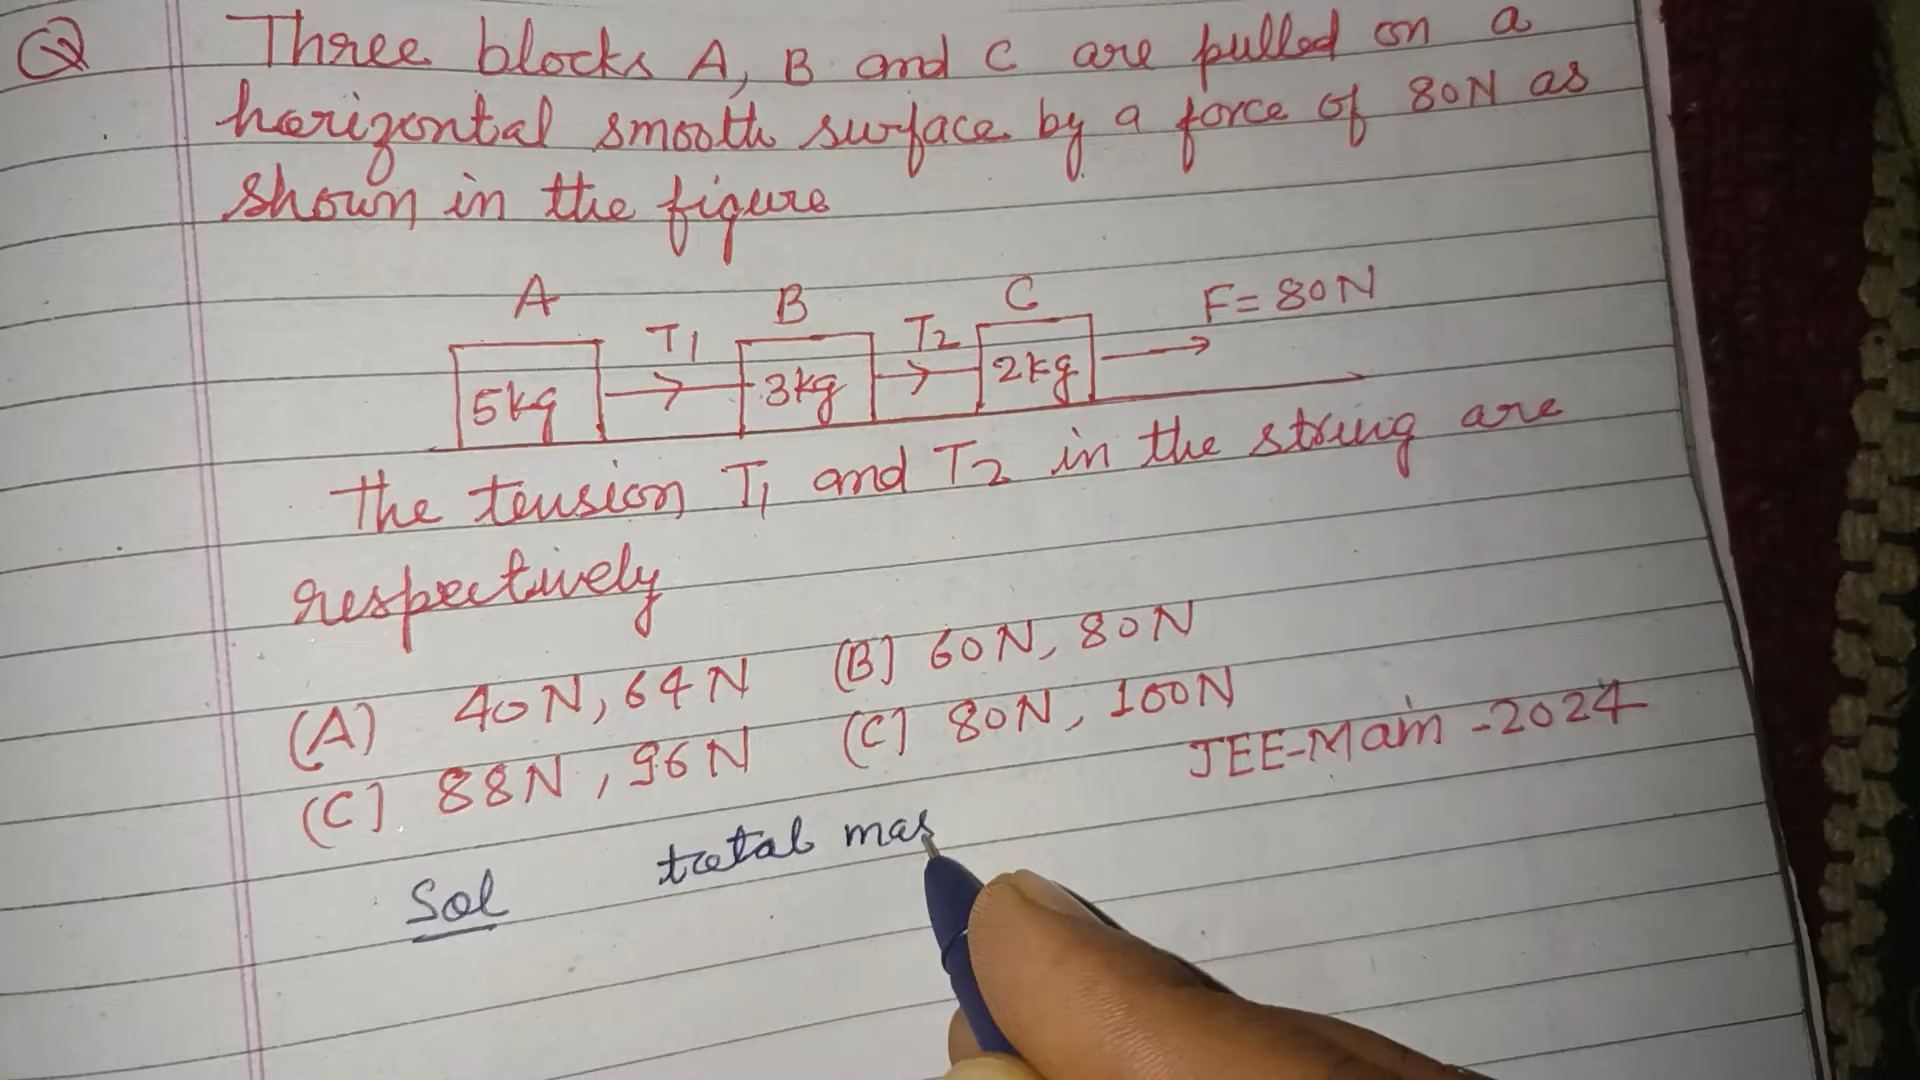 Q Three blocks A, B and C are pulled on a
horizontal smooth surface by a force of 80N as
shown in the figure
A B C F= 80N
T1 T2
5kg 3kg 2kg
the tension T1 and T2 in the string are
respectively
(A) 40N, 64N (B) 60N, 80N
(C) 88N, 96N (C) 80N, 100N
JEE-Main -2024
Sol total mas